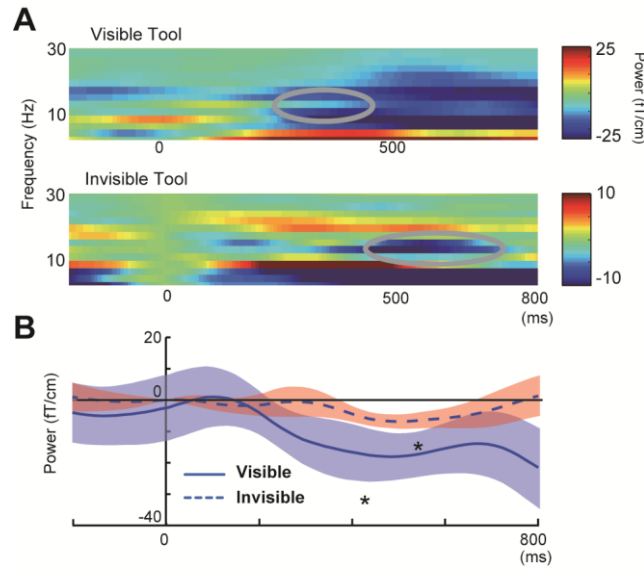 A
Visible Tool
30
10
Frequency (Hz)
0
500
25
-25
Power (fT/cm)
Invisible Tool
30
10
0
500
800
(ms)
10
-10
B
20
0
-40
Power (fT/cm)
Visible
Invisible
*
*
0
800
(ms)